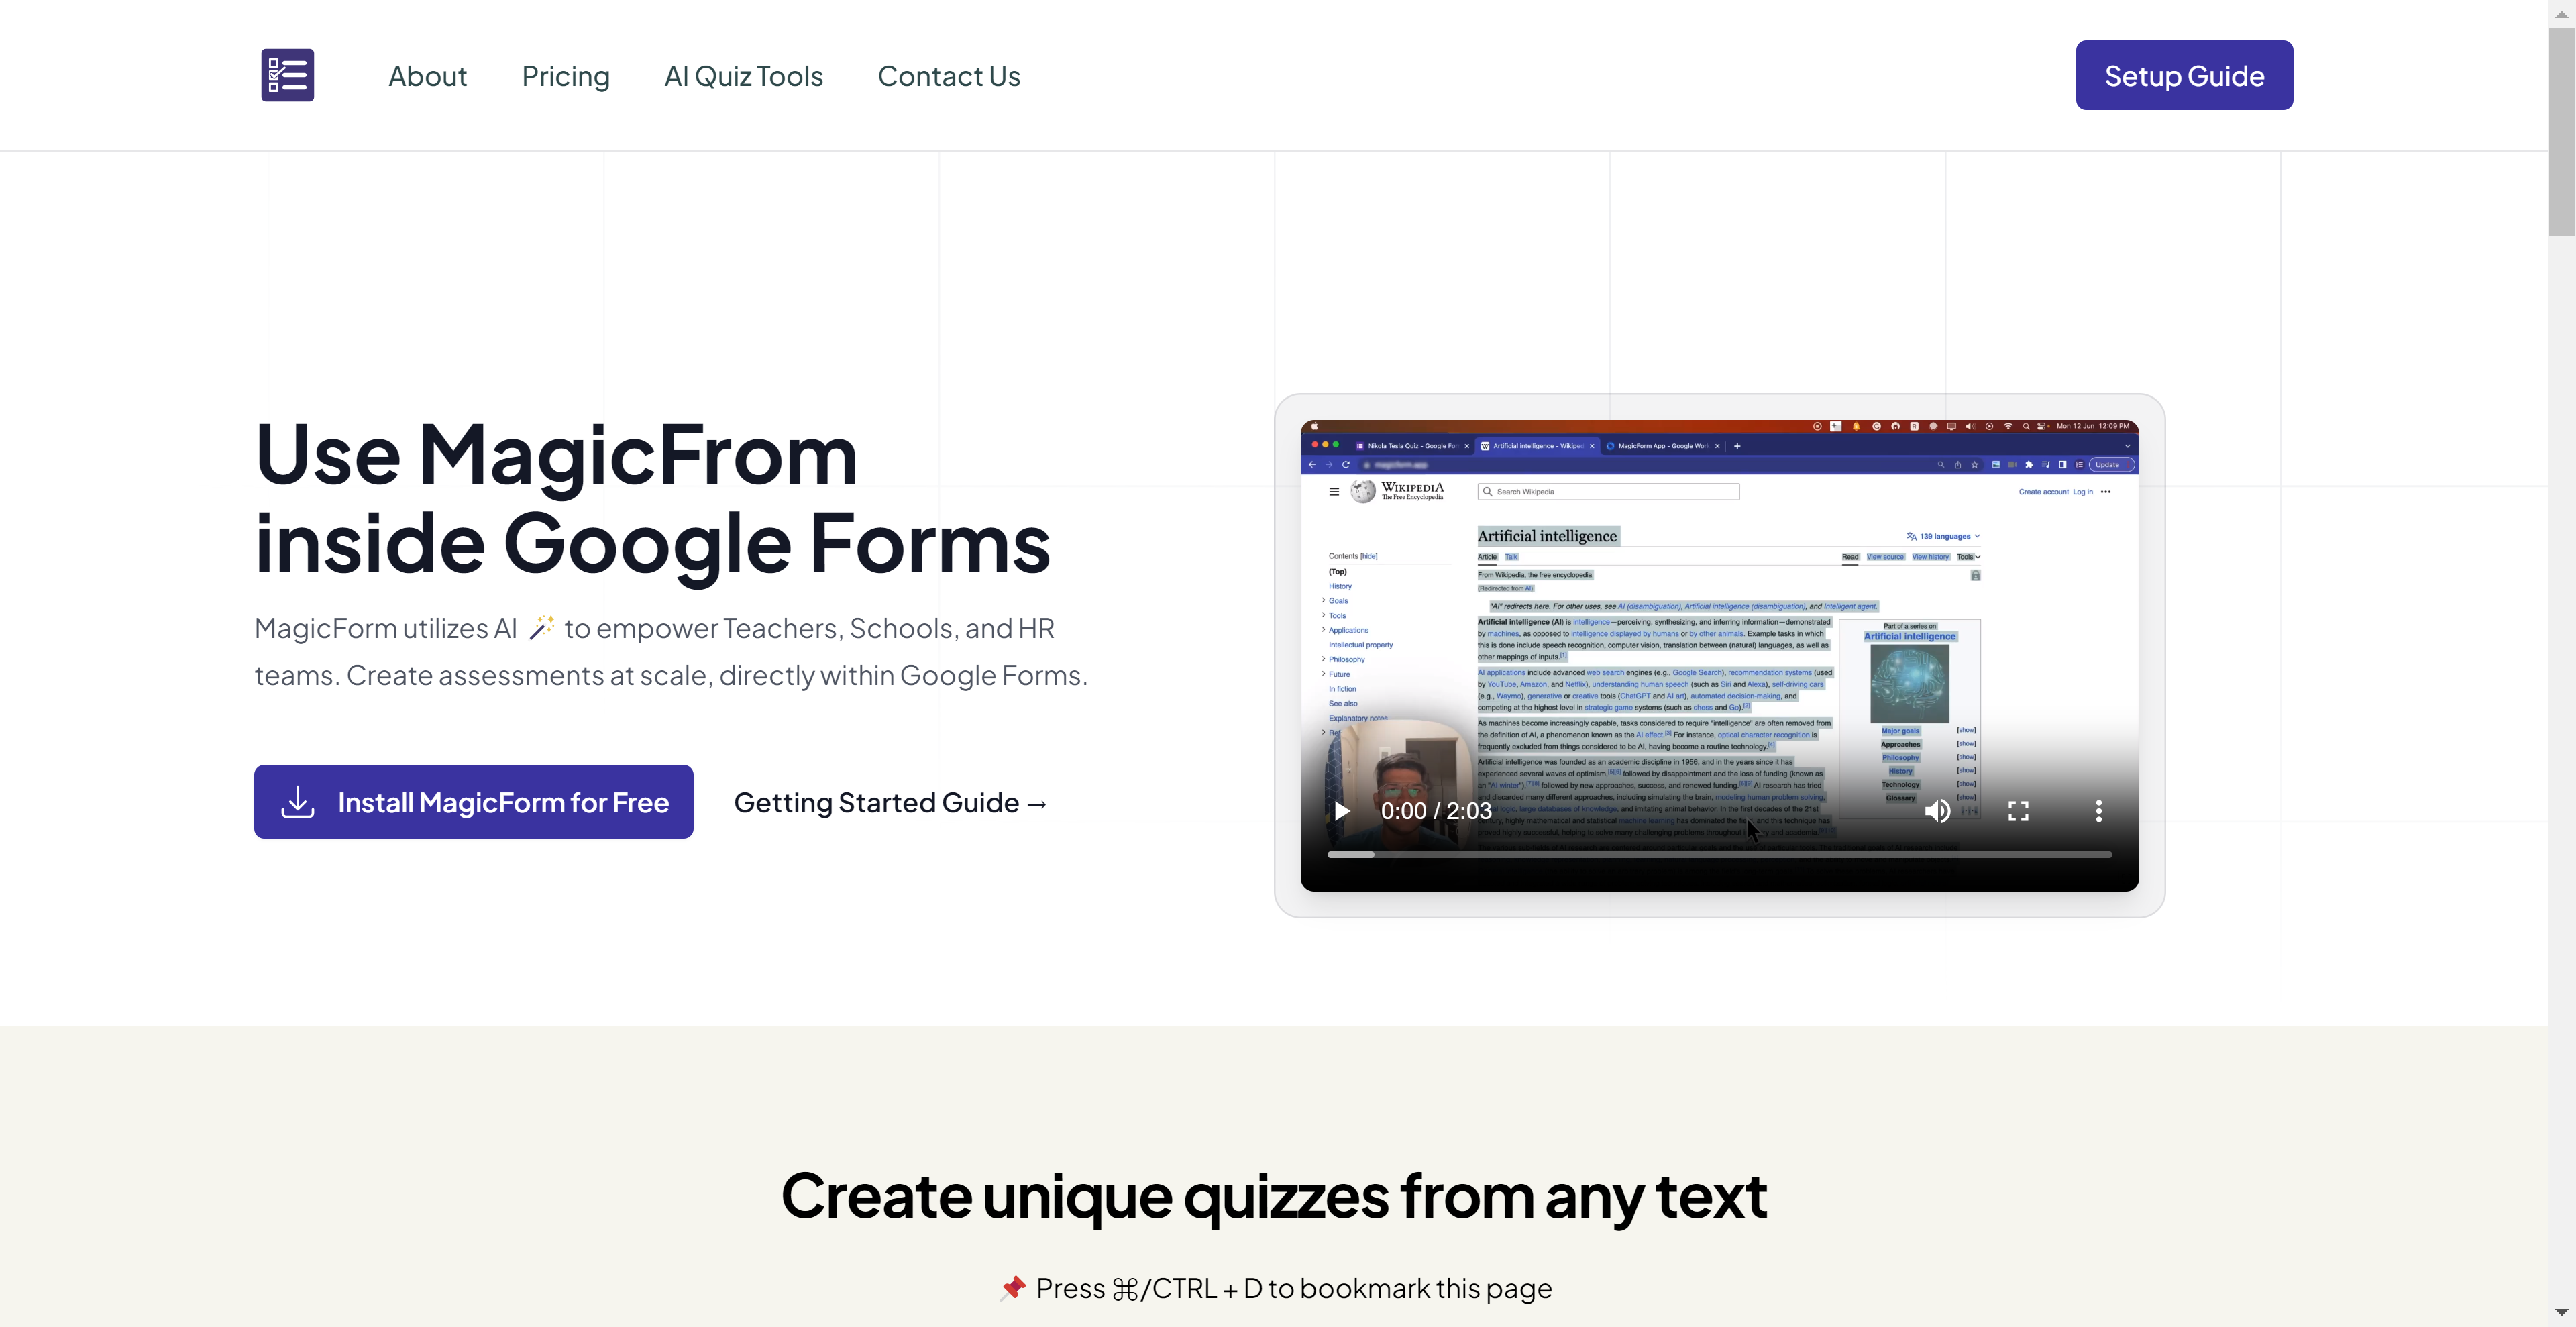 About
Pricing
AI Quiz Tools
Contact Us
Setup Guide
Use MagicFrom
inside Google Forms
MagicForm utilizes AI 🪄 to empower Teachers, Schools, and HR
teams. Create assessments at scale, directly within Google Forms.
Install MagicForm for Free
Getting Started Guide →
Mon 12 Jun 12:09 PM
Nikola Tesla Quiz - Google For
Artificial intelligence - Wikiped
MagicForm App - Google Work
Update
WIKIPEDIA
The Free Encyclopedia
Search Wikipedia
Create account Log in
Artificial intelligence
139 languages
Contents [hide]
(Top)
History
Goals
Tools
Applications
Intellectual property
Philosophy
Future
In fiction
See also
Explanatory notes
Article Talk
Read View source View history Tools
From Wikipedia, the free encyclopedia
(Redirected from AI)
"AI" redirects here. For other uses, see AI (disambiguation), Artificial intelligence (disambiguation), and Intelligent agent.
Artificial intelligence (AI) is intelligence—perceiving, synthesizing, and inferring information—demonstrated
by machines, as opposed to intelligence displayed by humans or by other animals. Example tasks in which
this is done include speech recognition, computer vision, translation between (natural) languages, as well as
other mappings of inputs.[1]
AI applications include advanced web search engines (e.g., Google Search), recommendation systems (used
by YouTube, Amazon, and Netflix), understanding human speech (such as Siri and Alexa), self-driving cars
(e.g., Waymo), generative or creative tools (ChatGPT and AI art), automated decision-making, and
competing at the highest level in strategic game systems (such as chess and Go).[2]
As machines become increasingly capable, tasks considered to require "intelligence" are often removed from
the definition of AI, a phenomenon known as the AI effect.[3] For instance, optical character recognition is
frequently excluded from things considered to be AI, having become a routine technology.[4]
Artificial intelligence was founded as an academic discipline in 1956, and in the years since it has
experienced several waves of optimism,[5][6] followed by disappointment and the loss of funding (known as
an "AI winter"),[7][8] followed by new approaches, success, and renewed funding.[6][9] AI research has tried
and discarded many different approaches, including simulating the brain, modeling human problem solving,
logic, large databases of knowledge, and imitating animal behavior. In the first decades of the 21st
century, highly mathematical and statistical machine learning has dominated the and this technique has
proved highly successful, helping to solve many challenging problems throughout and academia.
Part of a series on
Artificial intelligence
Major goals [show]
Approaches [show]
Philosophy [show]
History [show]
Technology [show]
Glossary [show]
0:00 / 2:03
Create unique quizzes from any text
📌 Press ⌘/CTRL + D to bookmark this page